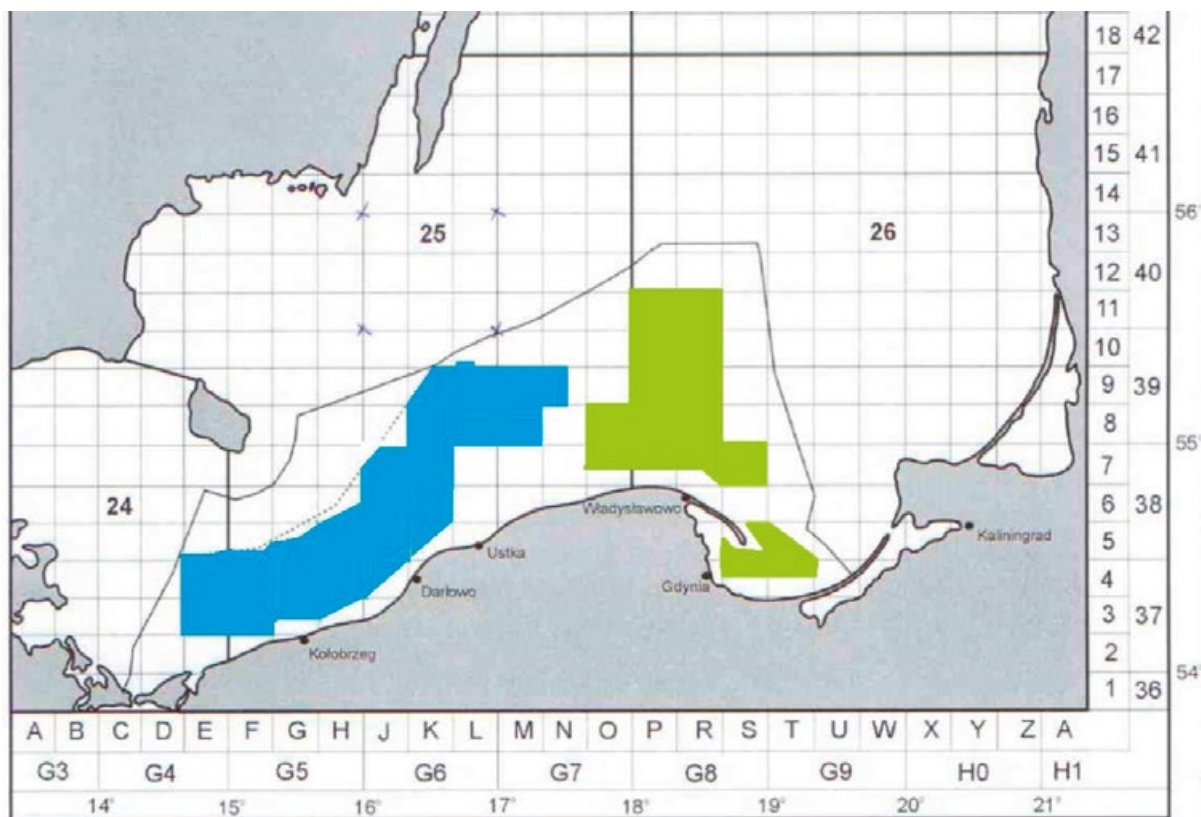 18 42
17
16
15 41
14
56°
13
25
26
12 40
11
10
9 39
8
55°
7
24
6 38
Władysławowo
Kaliningrad
5
Ustka
4
Gdynia
Darłowo
3 37
Kołobrzeg
2
54°
1 36
A B C D E F G H J K L M N O P R S T U W X Y Z A
G3 G4 G5 G6 G7 G8 G9 H0 H1
14° 15° 16° 17° 18° 19° 20° 21°